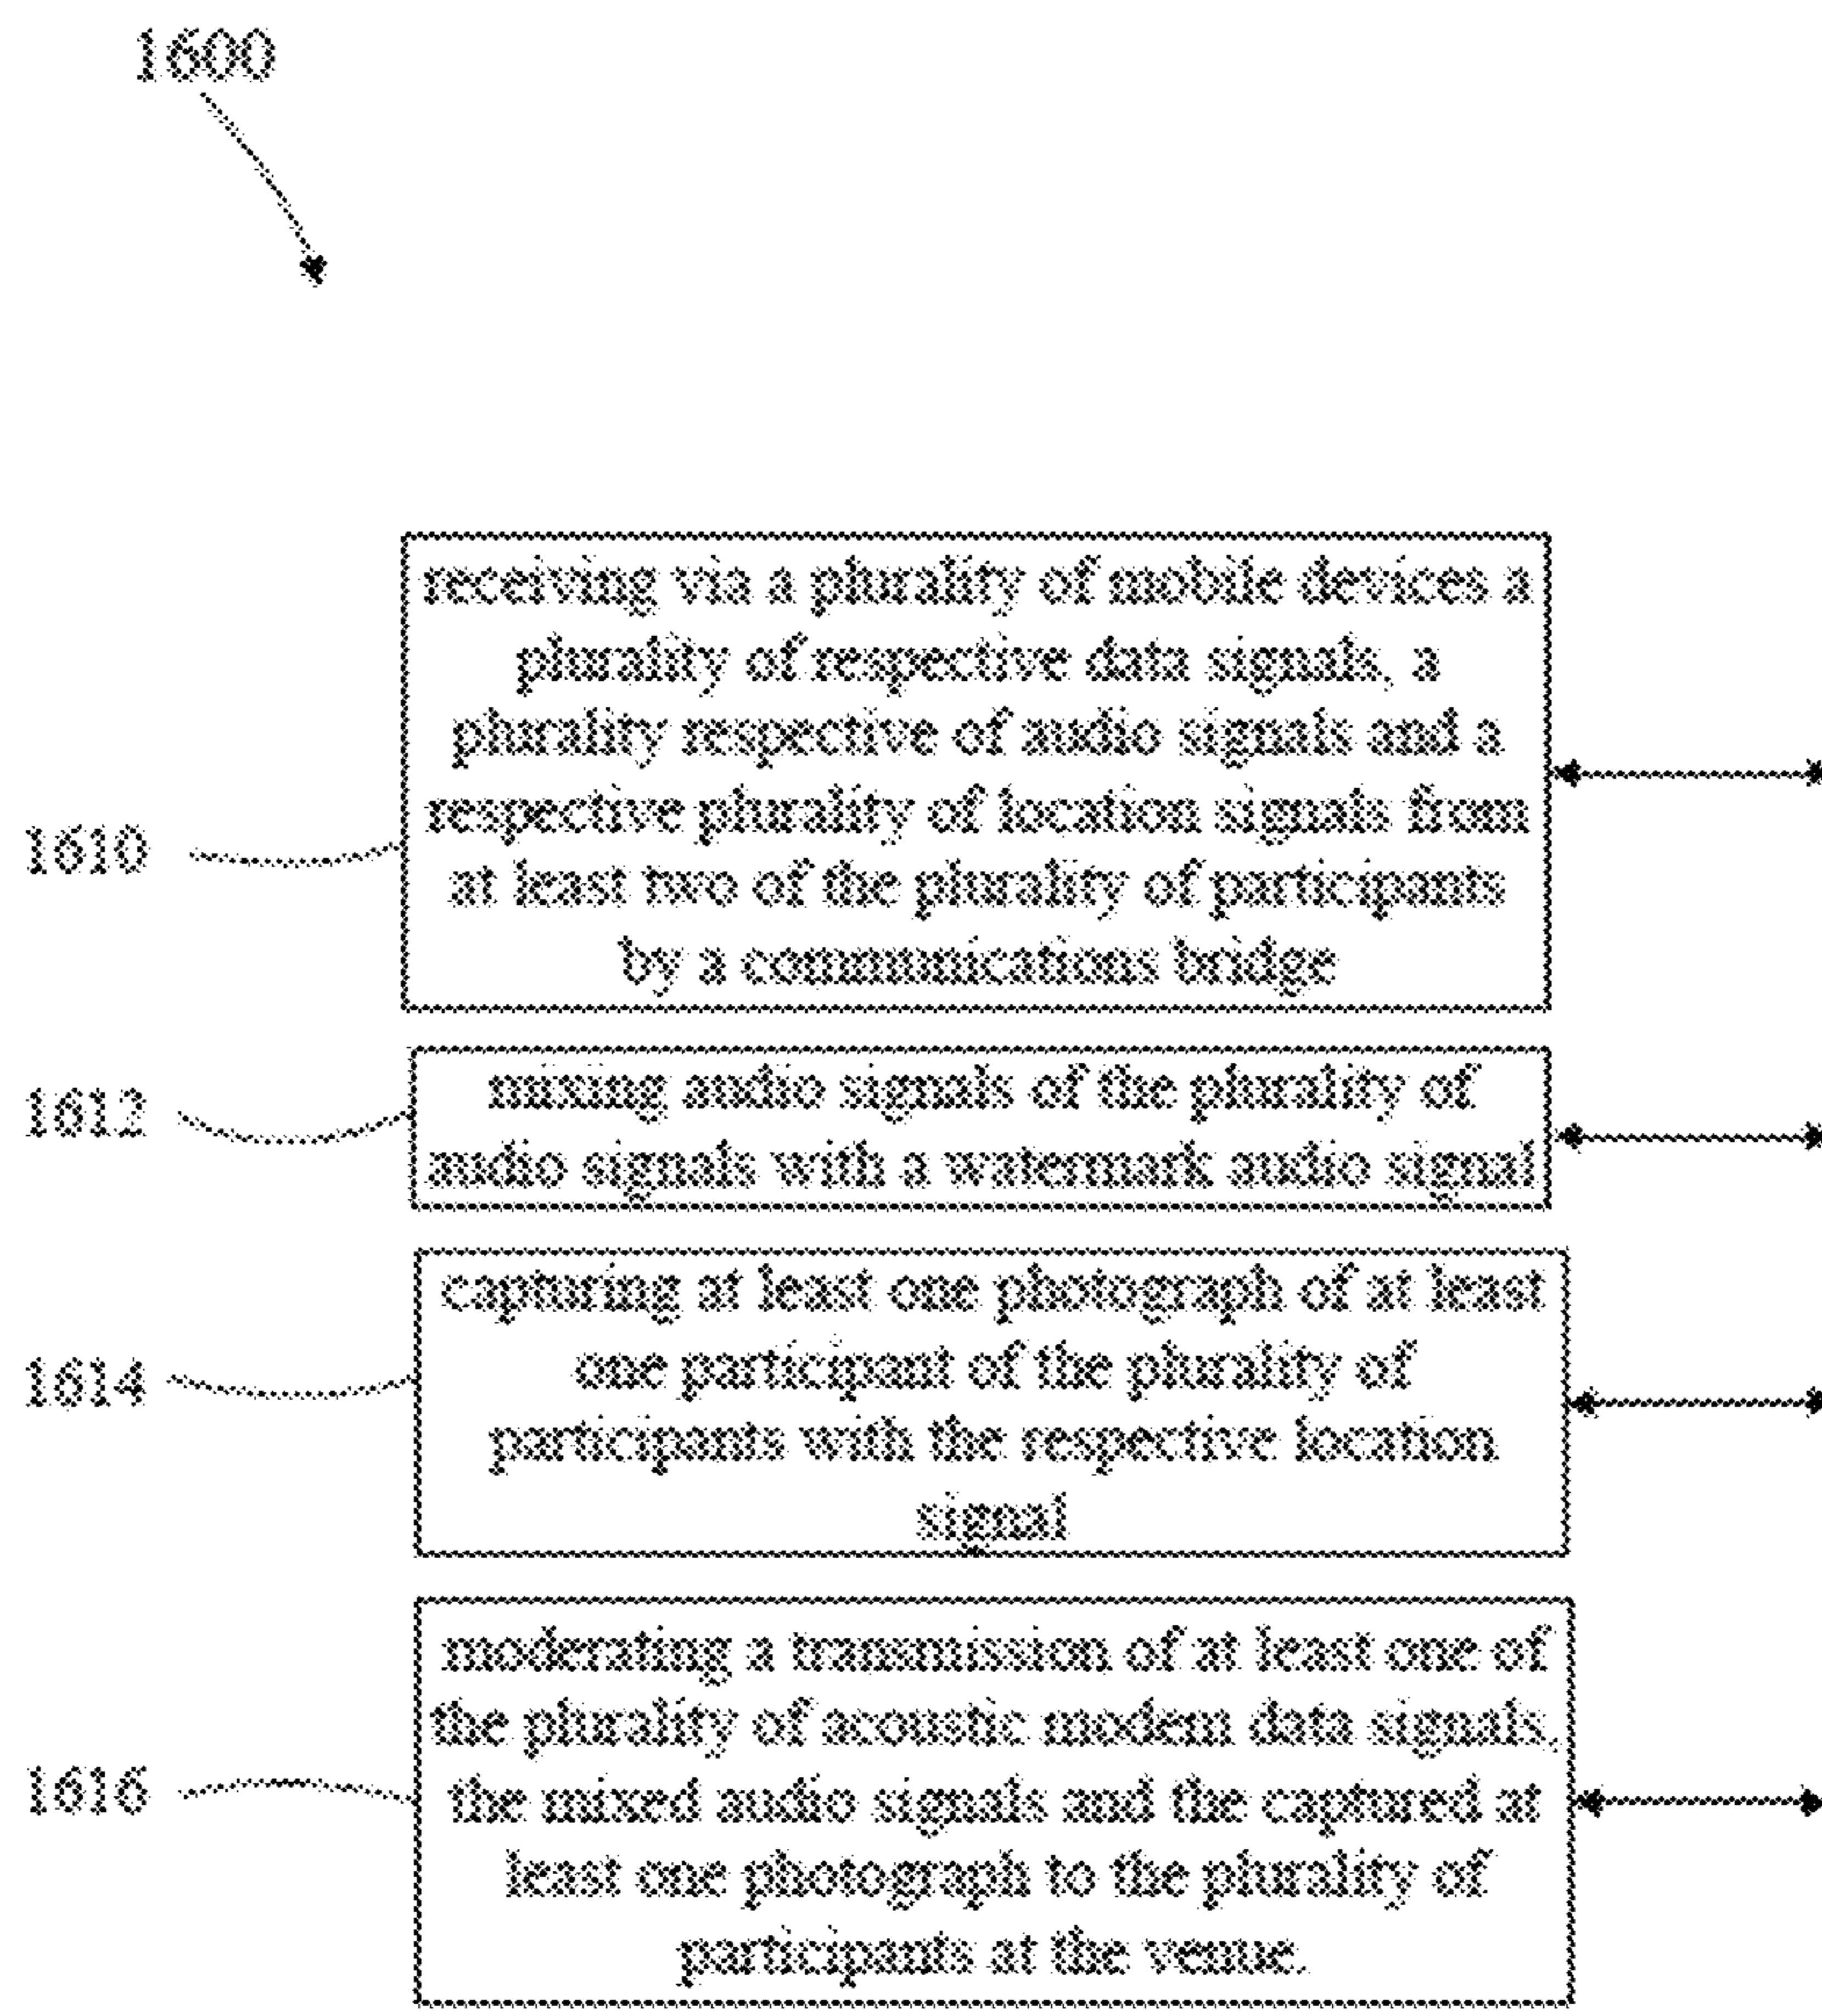 1600
receiving via a plurality of mobile devices a
plurality of respective data signals, a
plurality respective of audio signals and a
respective plurality of location signals from
1610
at least two of the plurality of participants
by a communications bridge
mixing audio signals of the plurality of
1612
audio signals with a watermark audio signal
capturing at least one photograph of at least
one participant of the plurality of
1614
participants with the respective location
signal
moderating a transmission of at least one of
the plurality of acoustic modem data signals,
1616
the mixed audio signals and the captured at
least one photograph to the plurality of
participants at the venue.